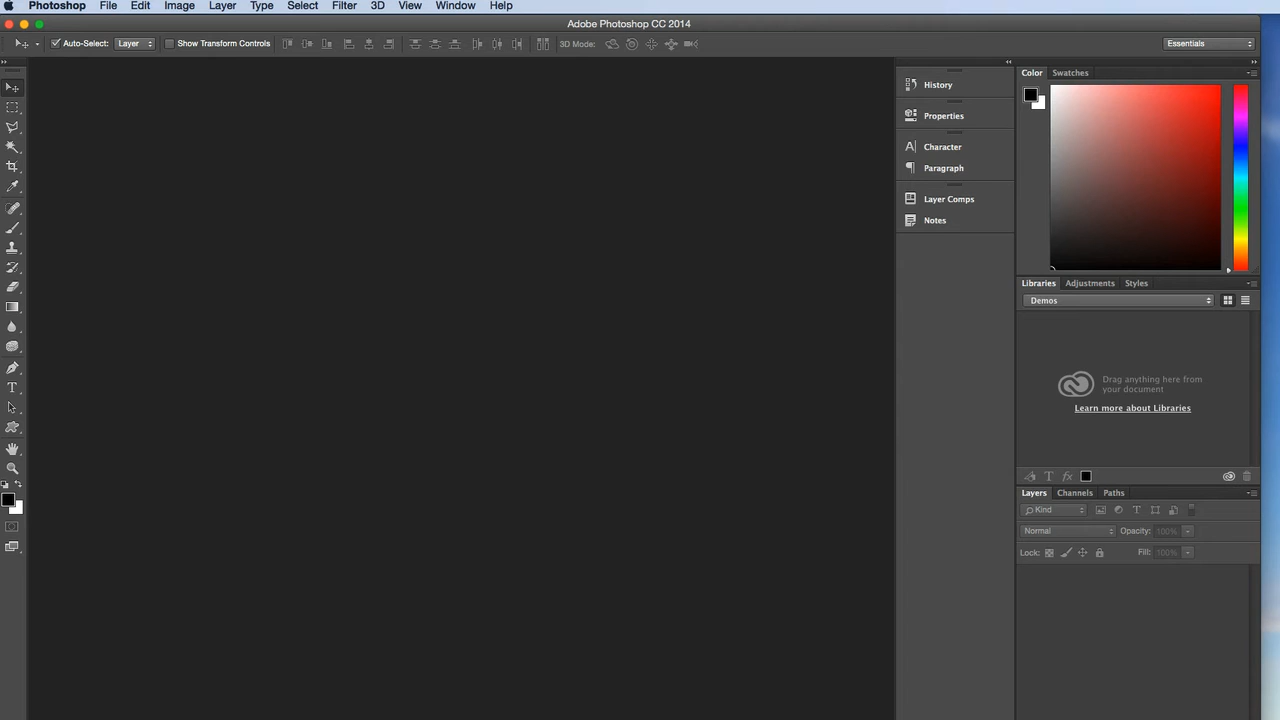 Photoshop File Edit Image Layer Type Select Filter 3D View Window Help
Adobe Photoshop CC 2014
Auto-Select: Layer Show Transform Controls 3D Mode: Essentials
Color Swatches
History
Properties
Character
Paragraph
Layer Comps
Notes
Libraries Adjustments Styles
Demos
Drag anything here from
your document
Learn more about Libraries
Layers Channels Paths
Kind
Normal Opacity: 100%
Lock: Fill: 100%